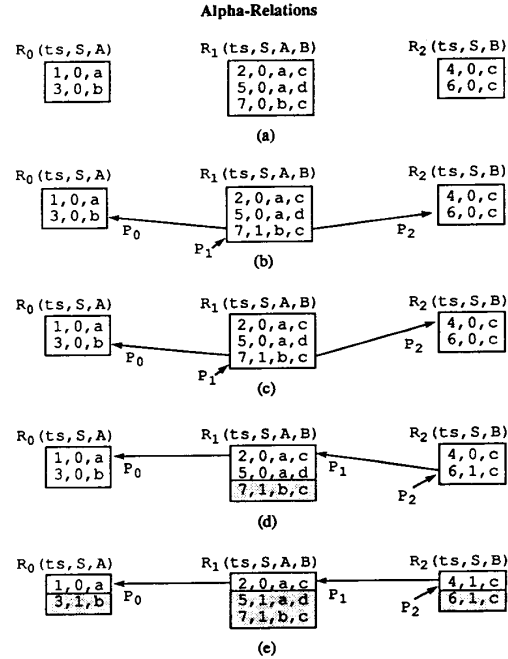 Alpha-Relations
R0(ts,S,A) R1(ts,S,A,B) R2(ts,S,B)
1,0,a 2,0,a,c 4,0,c
3,0,b 5,0,a,d 6,0,c
7,0,b,c
(a)
R0(ts,S,A) R1(ts,S,A,B) R2(ts,S,B)
1,0,a 2,0,a,c 4,0,c
3,0,b 5,0,a,d 6,0,c
7,1,b,c
P0 P1 P2
(b)
R0(ts,S,A) R1(ts,S,A,B) R2(ts,S,B)
1,0,a 2,0,a,c 4,0,c
3,0,b 5,0,a,d 6,0,c
7,1,b,c
P0 P1 P2
(c)
R0(ts,S,A) R1(ts,S,A,B) R2(ts,S,B)
1,0,a 2,0,a,c 4,0,c
3,0,b 5,0,a,d 6,1,c
7,1,b,c
P0 P1 P2
(d)
R0(ts,S,A) R1(ts,S,A,B) R2(ts,S,B)
1,0,a 2,0,a,c 4,1,c
3,1,b 5,1,a,d 6,1,c
7,1,b,c
P0 P1 P2
(e)